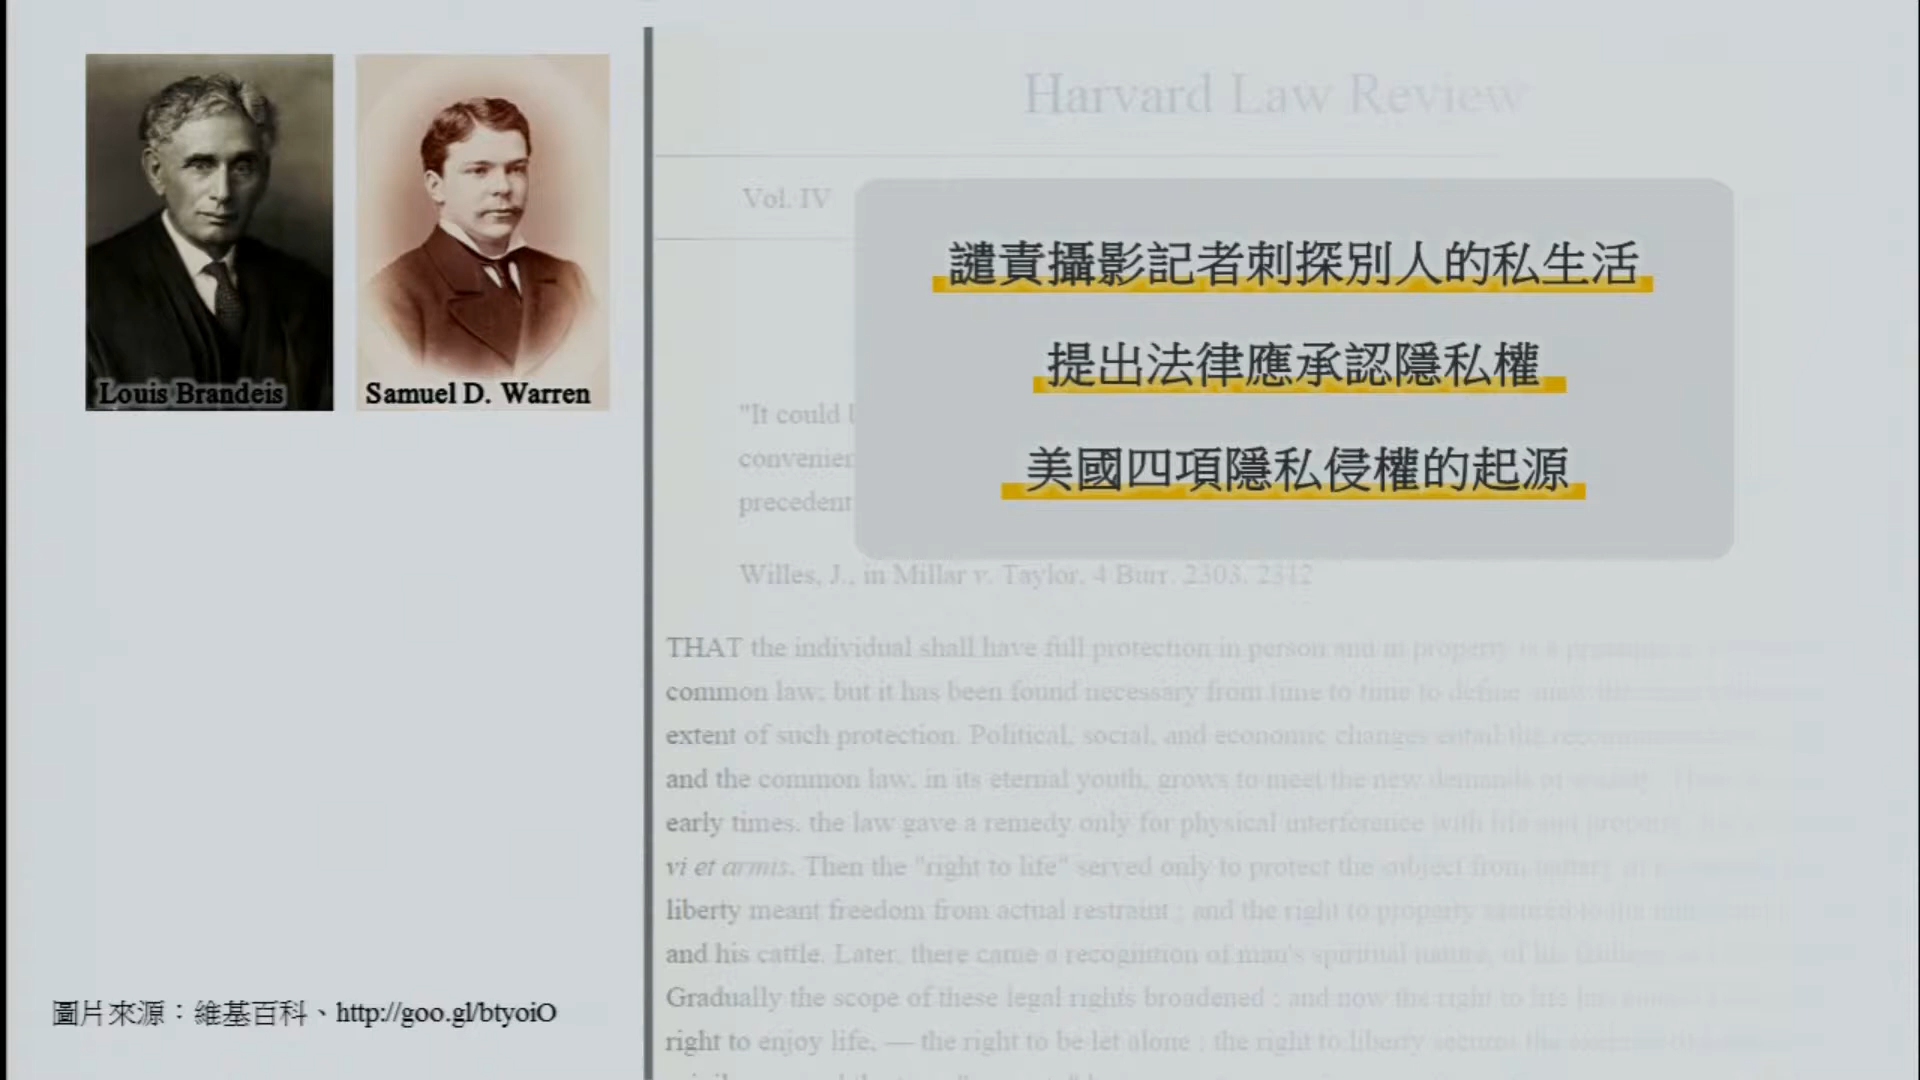 Louis Brandeis
Samuel D. Warren
圖片來源：維基百科、http://goo.gl/btyoiO
Harvard Law Review
Vol. IV
譴責攝影記者刺探別人的私生活
提出法律應承認隱私權
美國四項隱私侵權的起源
"It could
convenien
precedent
Willes, J., in Millar v. Taylor, 4 Burr. 2303, 2312
THAT the individual shall have full protection in person and in property is a
common law; but it has been found necessary from time to time to define
extent of such protection. Political, social, and economic changes entail the
and the common law, in its eternal youth, grows to meet the new demands of society.
early times, the law gave a remedy only for physical interference with life and property,
vi et armis. Then the "right to life" served only to protect the subject from battery in
liberty meant freedom from actual restraint ; and the right to property secured to the
and his cattle. Later, there came a recognition of man's spiritual nature, of his feelings
Gradually the scope of these legal rights broadened ; and now the right to life has
right to enjoy life, — the right to be let alone ; the right to liberty secures the